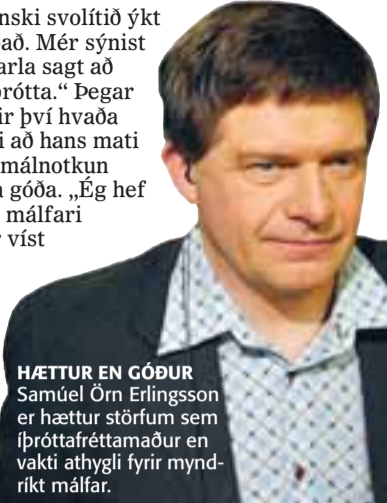 nski svolítið ýkt
að. Mér sýnist
arla sagt að
þrótta.“ Þegar
ir því hvaða
i að hans mati
málnotkun
góða. „Ég hef
málfari
víst
HÆTTUR EN GÓÐUR
Samúel Örn Erlingsson
er hættur störfum sem
íþróttafréttamaður en
vakti athygli fyrir mynd-
ríkt málfar.